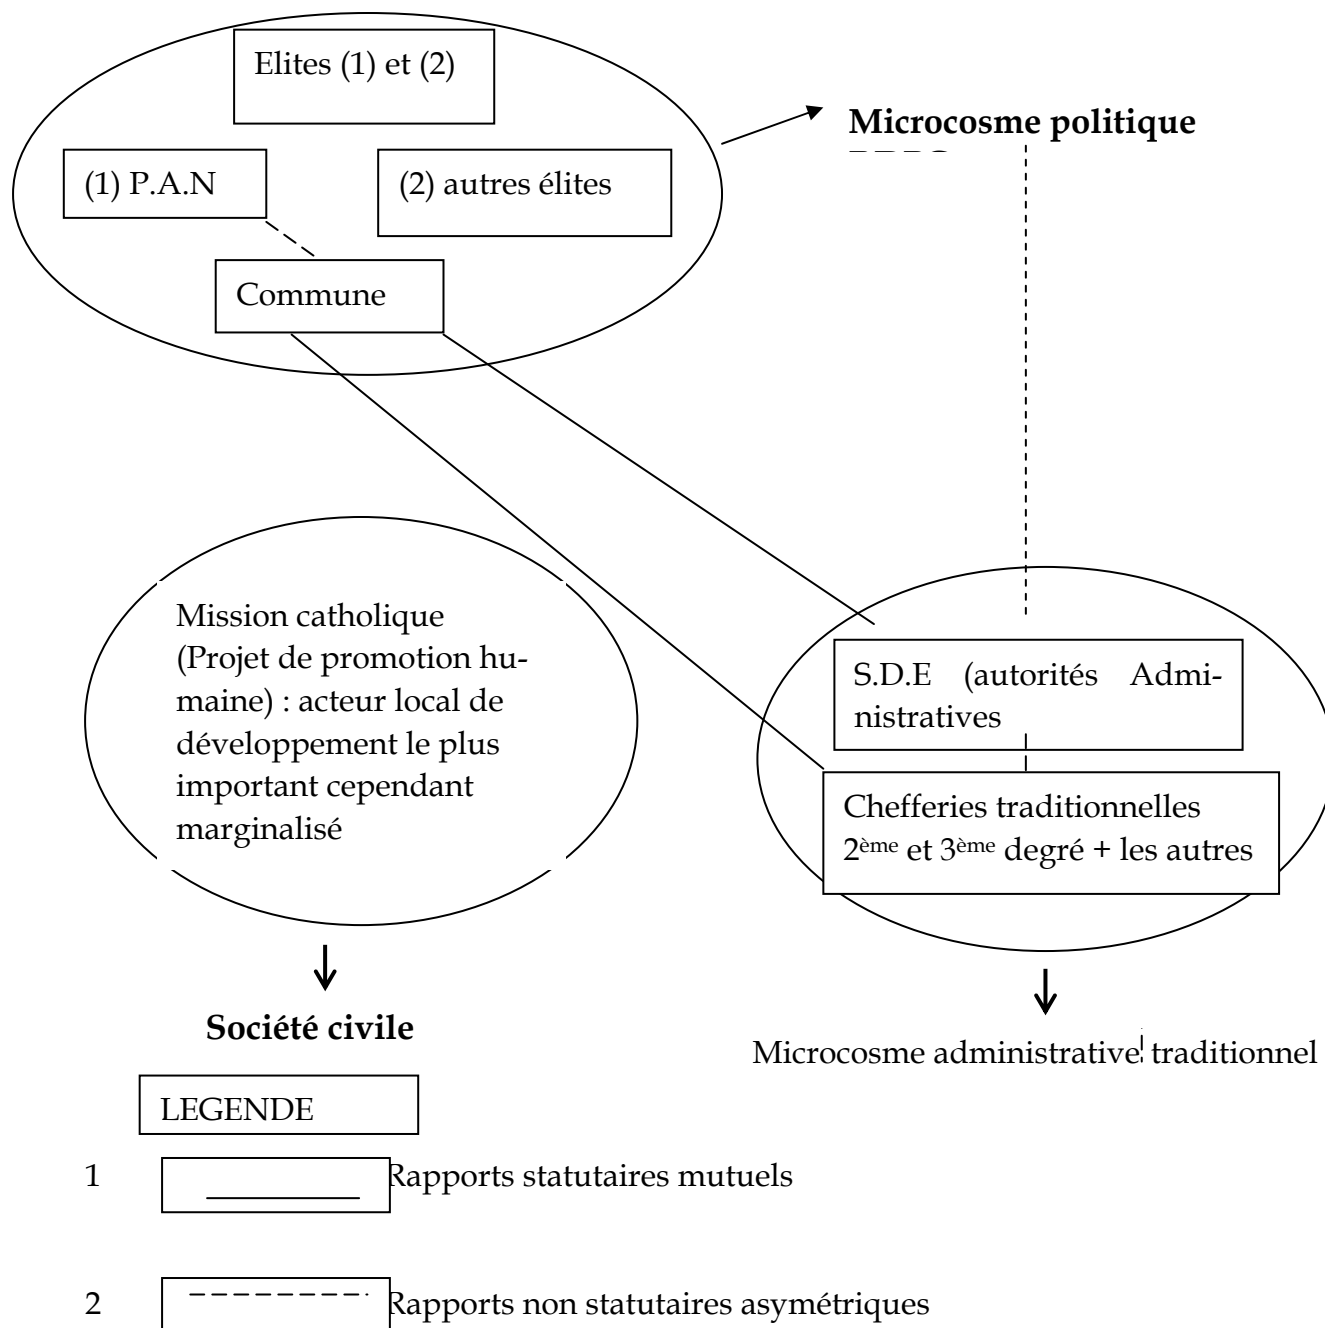 Elites (1) et (2)
Microcosme politique
(1) P.A.N
(2) autres élites
Commune
Mission catholique
(Projet de promotion hu-
maine) : acteur local de
développement le plus
important cependant
marginalisé
S.D.E (autorités Admi-
nistratives
Chefferies traditionnelles
2ème et 3ème degré + les autres
Société civile
Microcosme administrative traditionnel
LEGENDE
1 Rapports statutaires mutuels
2 Rapports non statutaires asymétriques